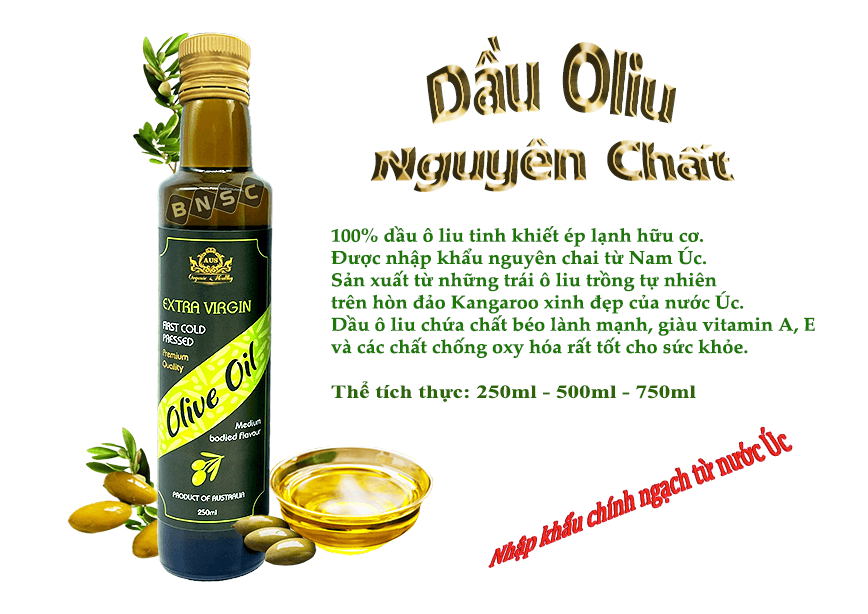 Dầu Oliu
Nguyên Chất
BNSC
AUS
Organic & Healthy
EXTRA VIRGIN
FIRST COLD
PRESSED
Premium
Quality
Olive Oil
Medium
bodied flavour
PRODUCT OF AUSTRALIA
250ml
100% dầu ô liu tinh khiết ép lạnh hữu cơ.
Được nhập khẩu nguyên chai từ Nam Úc.
Sản xuất từ những trái ô liu trồng tự nhiên
trên hòn đảo Kangaroo xinh đẹp của nước Úc.
Dầu ô liu chứa chất béo lành mạnh, giàu vitamin A, E
và các chất chống oxy hóa rất tốt cho sức khỏe.
Thể tích thực: 250ml - 500ml - 750ml
Nhập khẩu chính ngạch từ nước Úc